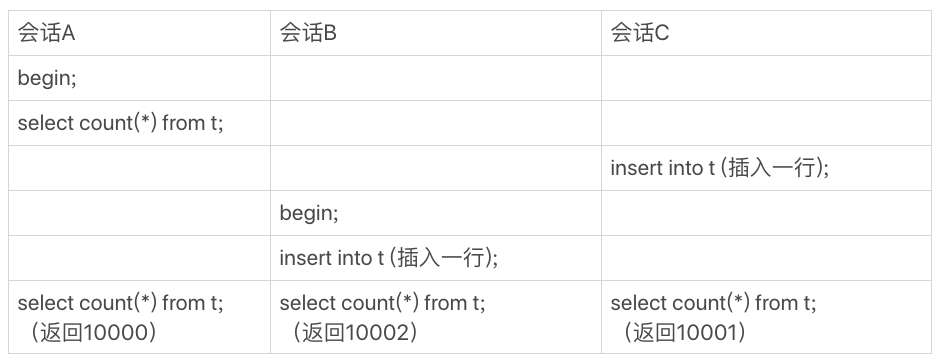 会话A 会话B 会话C
begin;
select count(*) from t;
insert into t (插入一行);
begin;
insert into t (插入一行);
select count(*) from t; select count(*) from t; select count(*) from t;
（返回10000） （返回10002） （返回10001）